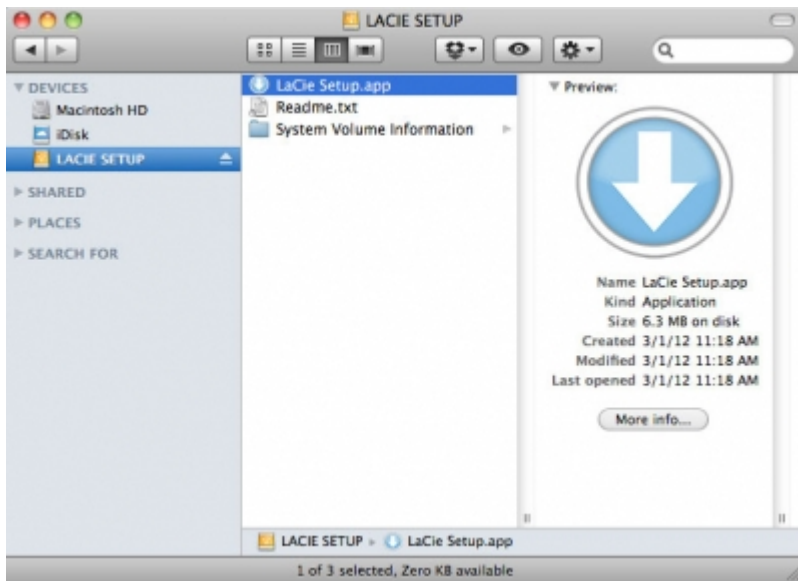 LACIE SETUP
DEVICES
Macintosh HD
iDisk
LACIE SETUP
SHARED
PLACES
SEARCH FOR
LaCie Setup.app
Readme.txt
System Volume Information
Preview:
Name LaCie Setup.app
Kind Application
Size 6.3 MB on disk
Created 3/1/12 11:18 AM
Modified 3/1/12 11:18 AM
Last opened 3/1/12 11:18 AM
More info...
LACIE SETUP LaCie Setup.app
1 of 3 selected, Zero KB available